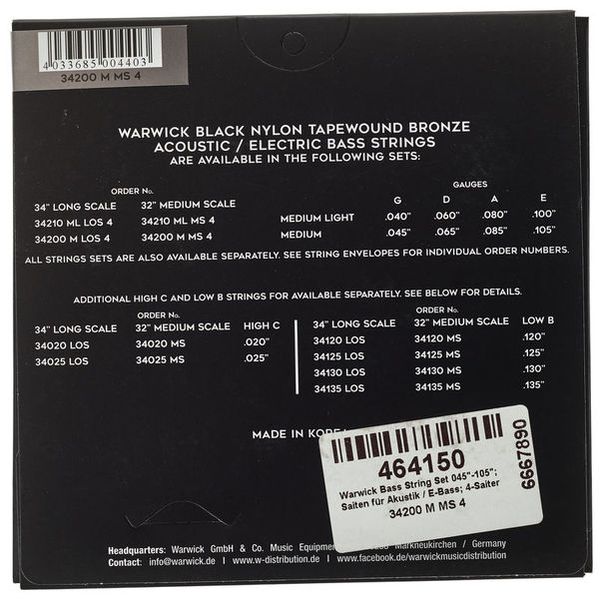 4 033685 004403
34200 M MS 4
WARWICK BLACK NYLON TAPEWOUND BRONZE
ACOUSTIC / ELECTRIC BASS STRINGS
ARE AVAILABLE IN THE FOLLOWING SETS:
ORDER No. GAUGES
34" LONG SCALE 32" MEDIUM SCALE G D A E
34210 ML LOS 4 34210 ML MS 4 MEDIUM LIGHT .040" .060" .080" .100"
34200 M LOS 4 34200 M MS 4 MEDIUM .045" .065" .085" .105"
ALL STRINGS SETS ARE ALSO AVAILABLE SEPARATELY. SEE STRING ENVELOPES FOR INDIVIDUAL ORDER NUMBERS.
ADDITIONAL HIGH C AND LOW B STRINGS FOR AVAILABLE SEPARATELY. SEE BELOW FOR DETAILS.
ORDER No.
34" LONG SCALE 32" MEDIUM SCALE HIGH C
34020 LOS 34020 MS .020"
34025 LOS 34025 MS .025"
ORDER No.
34" LONG SCALE 32" MEDIUM SCALE LOW B
34120 LOS 34120 MS .120"
34125 LOS 34125 MS .125"
34130 LOS 34130 MS .130"
34135 LOS 34135 MS .135"
MADE IN
464150
Warwick Bass String Set 045"-105";
Saiten für Akustik / E-Bass; 4-Saiter
34200 M MS 4
6667890
Headquarters: Warwick GmbH & Co. Music Markneukirchen / Germany
Contact: info@warwick.de I www.w-distribution.de I www.facebook.de/warwickmusicdistribution